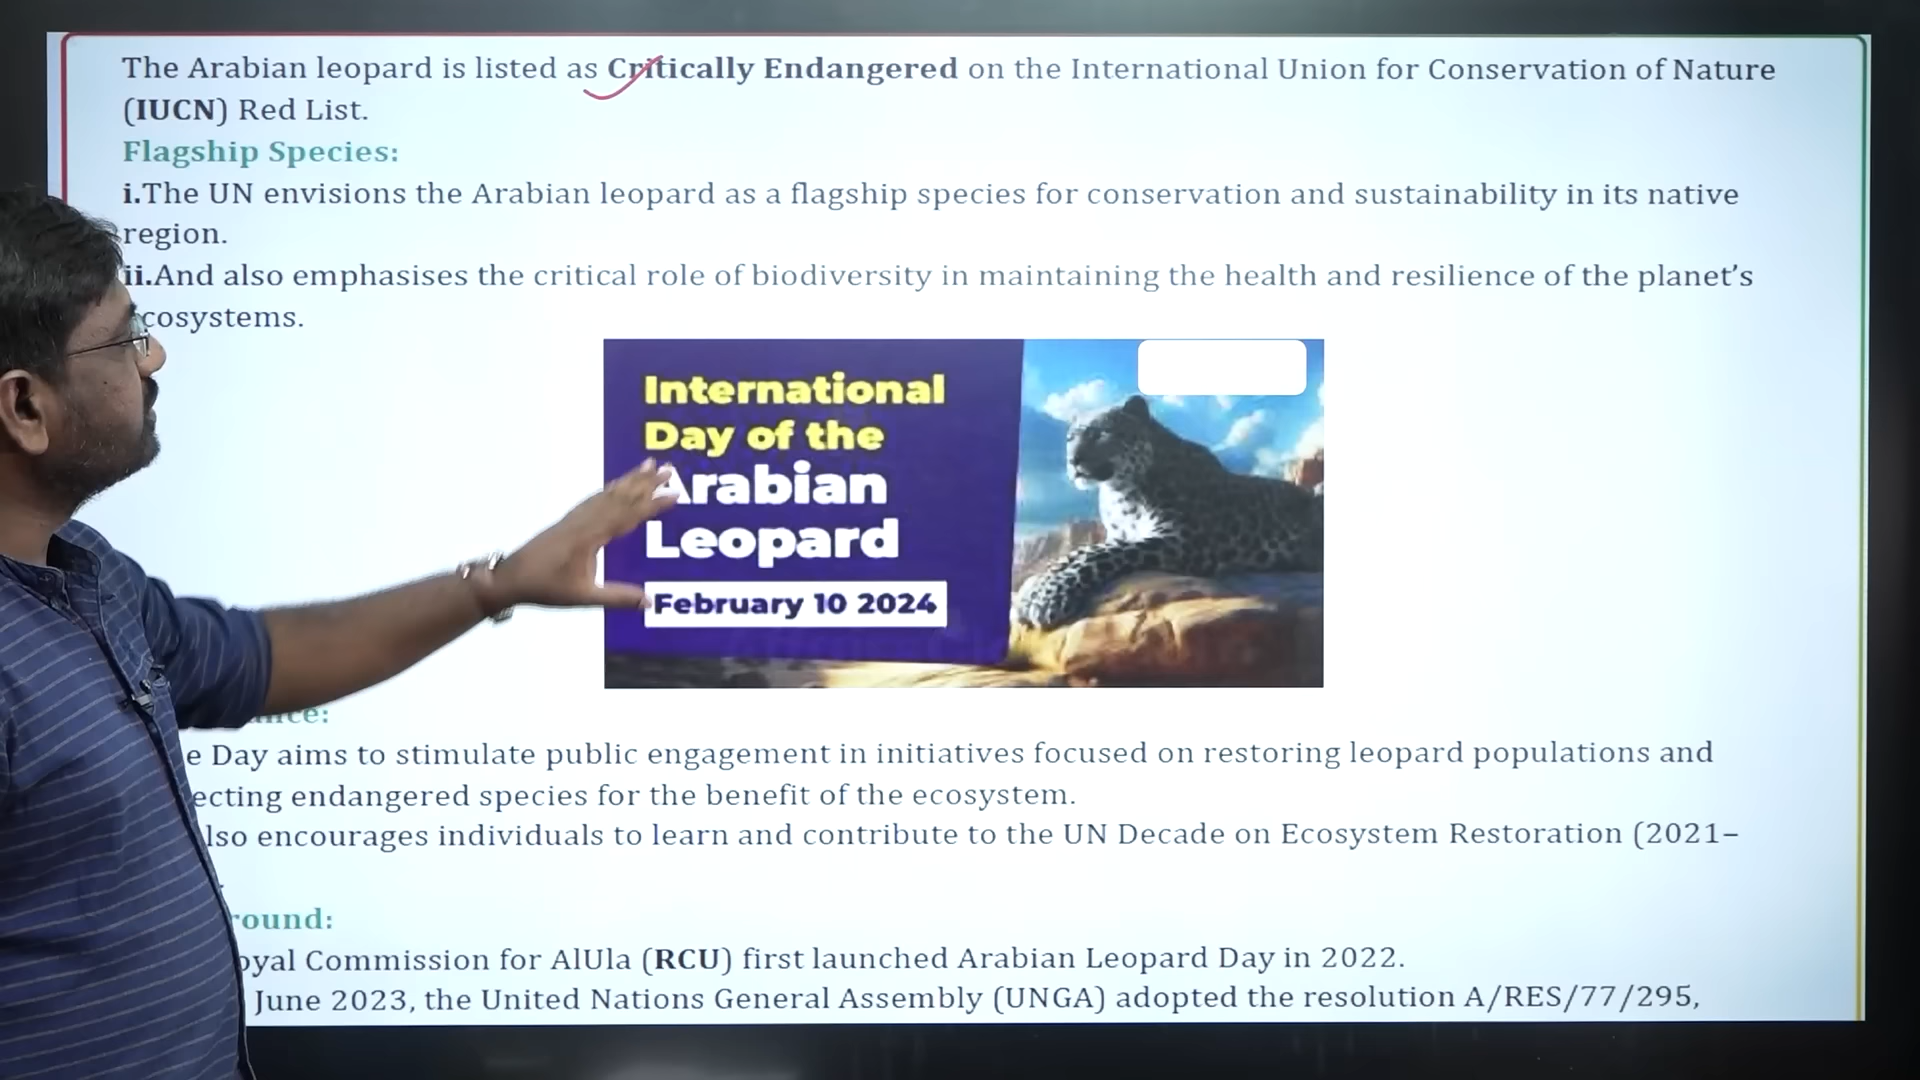 The Arabian leopard is listed as Critically Endangered on the International Union for Conservation of Nature
(IUCN) Red List.
Flagship Species:
i.The UN envisions the Arabian leopard as a flagship species for conservation and sustainability in its native
region.
ii.And also emphasises the critical role of biodiversity in maintaining the health and resilience of the planet's
cosystems.
International
Day of the
Arabian
Leopard
February 10 2024
nce:
e Day aims to stimulate public engagement in initiatives focused on restoring leopard populations and
ecting endangered species for the benefit of the ecosystem.
lso encourages individuals to learn and contribute to the UN Decade on Ecosystem Restoration (2021–
round:
oyal Commission for AlUla (RCU) first launched Arabian Leopard Day in 2022.
June 2023, the United Nations General Assembly (UNGA) adopted the resolution A/RES/77/295,